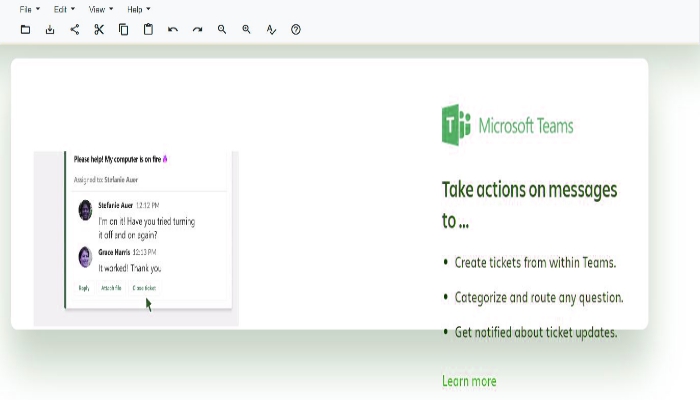 File Edit View Help
Microsoft Teams
Please help! My computer is on fire
Assigned to: Stefanie Auer
Stefanie Auer 12:12 PM
I'm on it! Have you tried turning
it off and on again?
Grace Harris 12:13 PM
It worked! Thank you
Reply Attach file Close ticket
Take actions on messages
to ...
• Create tickets from within Teams.
• Categorize and route any question.
• Get notified about ticket updates.
Learn more